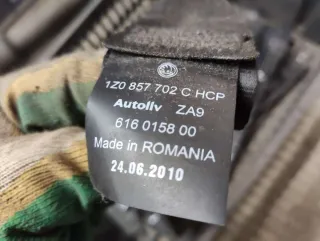 1Z0 857 702 C HCP
Autoliv ZA9
616 0158 00
Made in ROMANIA
24.06.2010